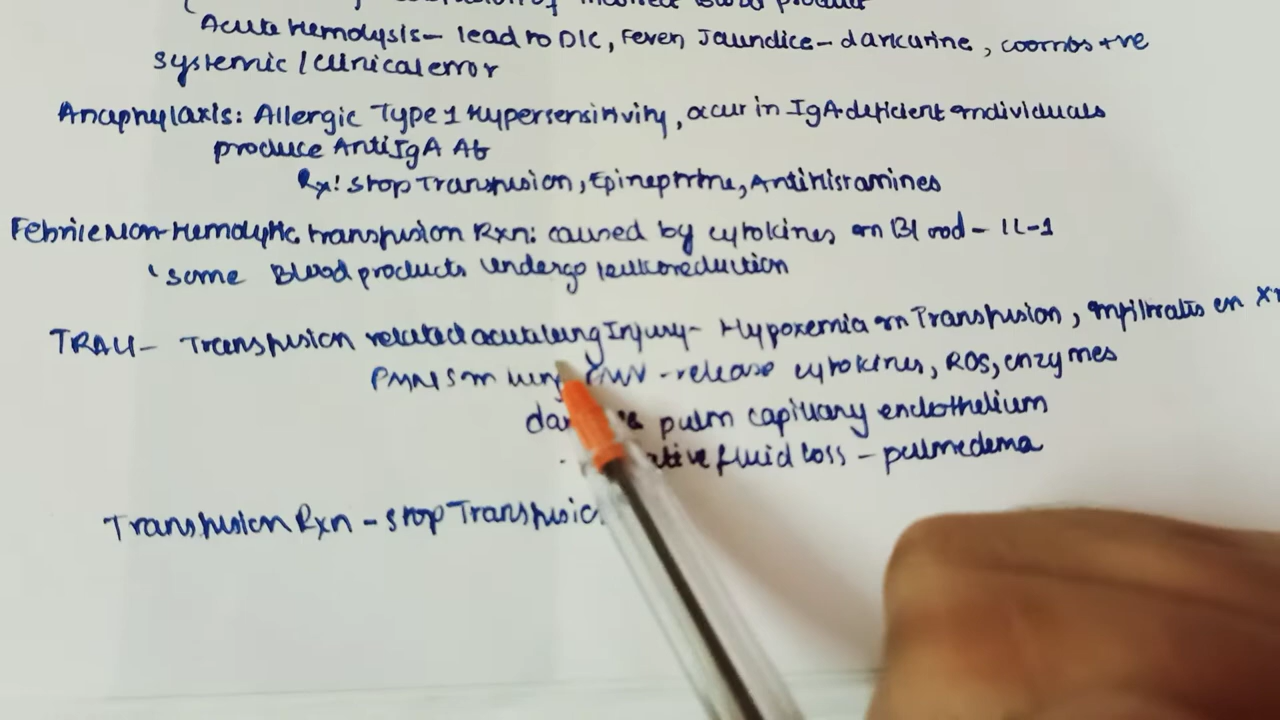 Acute Hemolysis- lead to DIC, Fever Jaundice - dark urine, coombs +ve
systemic / clinical error
Anaphylaxis: Allergic Type 1 Hypersensitivity, occur in IgA deficient individuals
produce Anti IgA Ab
Rx: stop Transfusion, Epinephrine, Antihistamines
Febrile Non-Hemolytic transfusion Rxn: caused by cytokines in Blood - IL-1
some Blood products undergo leukoreduction
TRALI - Transfusion related acute lung Injury - Hypoxemia in Transfusion, infiltrates in
PMNs in lung - release cytokines, ROS, enzymes
pulm capillary endothelium
fluid loss - pulm edema
Transfusion Rxn - stop